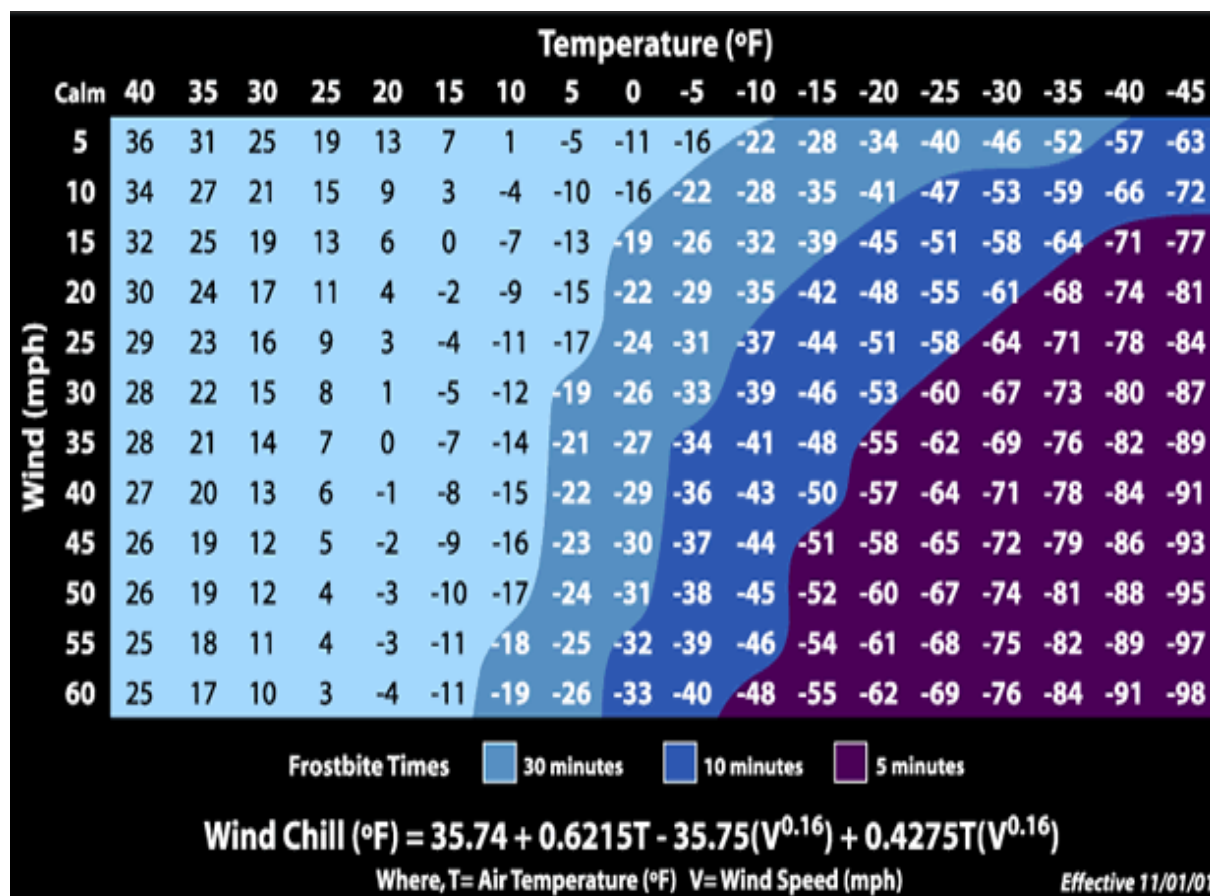 Temperature (ºF)
Calm 40 35 30 25 20 15 10 5 0 -5 -10 -15 -20 -25 -30 -35 -40 -45
5 36 31 25 19 13 7 1 -5 -11 -16 -22 -28 -34 -40 -46 -52 -57 -63
10 34 27 21 15 9 3 -4 -10 -16 -22 -28 -35 -41 -47 -53 -59 -66 -72
15 32 25 19 13 6 0 -7 -13 -19 -26 -32 -39 -45 -51 -58 -64 -71 -77
20 30 24 17 11 4 -2 -9 -15 -22 -29 -35 -42 -48 -55 -61 -68 -74 -81
25 29 23 16 9 3 -4 -11 -17 -24 -31 -37 -44 -51 -58 -64 -71 -78 -84
30 28 22 15 8 1 -5 -12 -19 -26 -33 -39 -46 -53 -60 -67 -73 -80 -87
35 28 21 14 7 0 -7 -14 -21 -27 -34 -41 -48 -55 -62 -69 -76 -82 -89
40 27 20 13 6 -1 -8 -15 -22 -29 -36 -43 -50 -57 -64 -71 -78 -84 -91
45 26 19 12 5 -2 -9 -16 -23 -30 -37 -44 -51 -58 -65 -72 -79 -86 -93
50 26 19 12 4 -3 -10 -17 -24 -31 -38 -45 -52 -60 -67 -74 -81 -88 -95
55 25 18 11 4 -3 -11 -18 -25 -32 -39 -46 -54 -61 -68 -75 -82 -89 -97
60 25 17 10 3 -4 -11 -19 -26 -33 -40 -48 -55 -62 -69 -76 -84 -91 -98
Wind (mph)
Frostbite Times 30 minutes 10 minutes 5 minutes
Wind Chill (ºF) = 35.74 + 0.6215T - 35.75(V^0.16) + 0.4275T(V^0.16)
Where, T= Air Temperature (ºF) V= Wind Speed (mph)
Effective 11/01/01